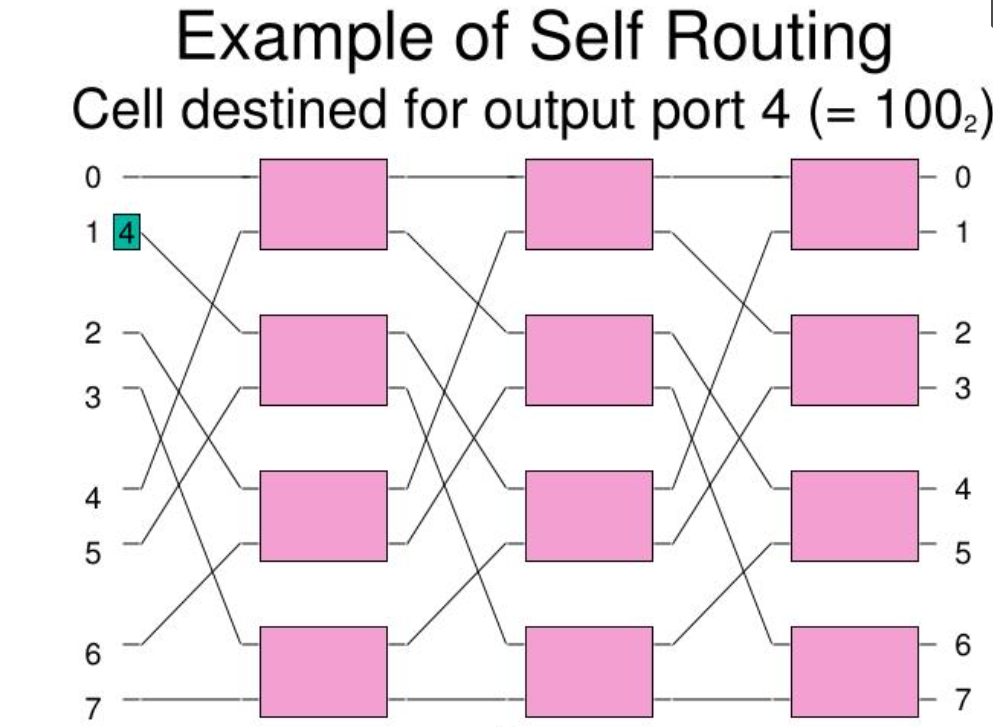 Example of Self Routing
Cell destined for output port 4 (= 100₂)
0 0
1 4 1
2 2
3 3
4 4
5 5
6 6
7 7